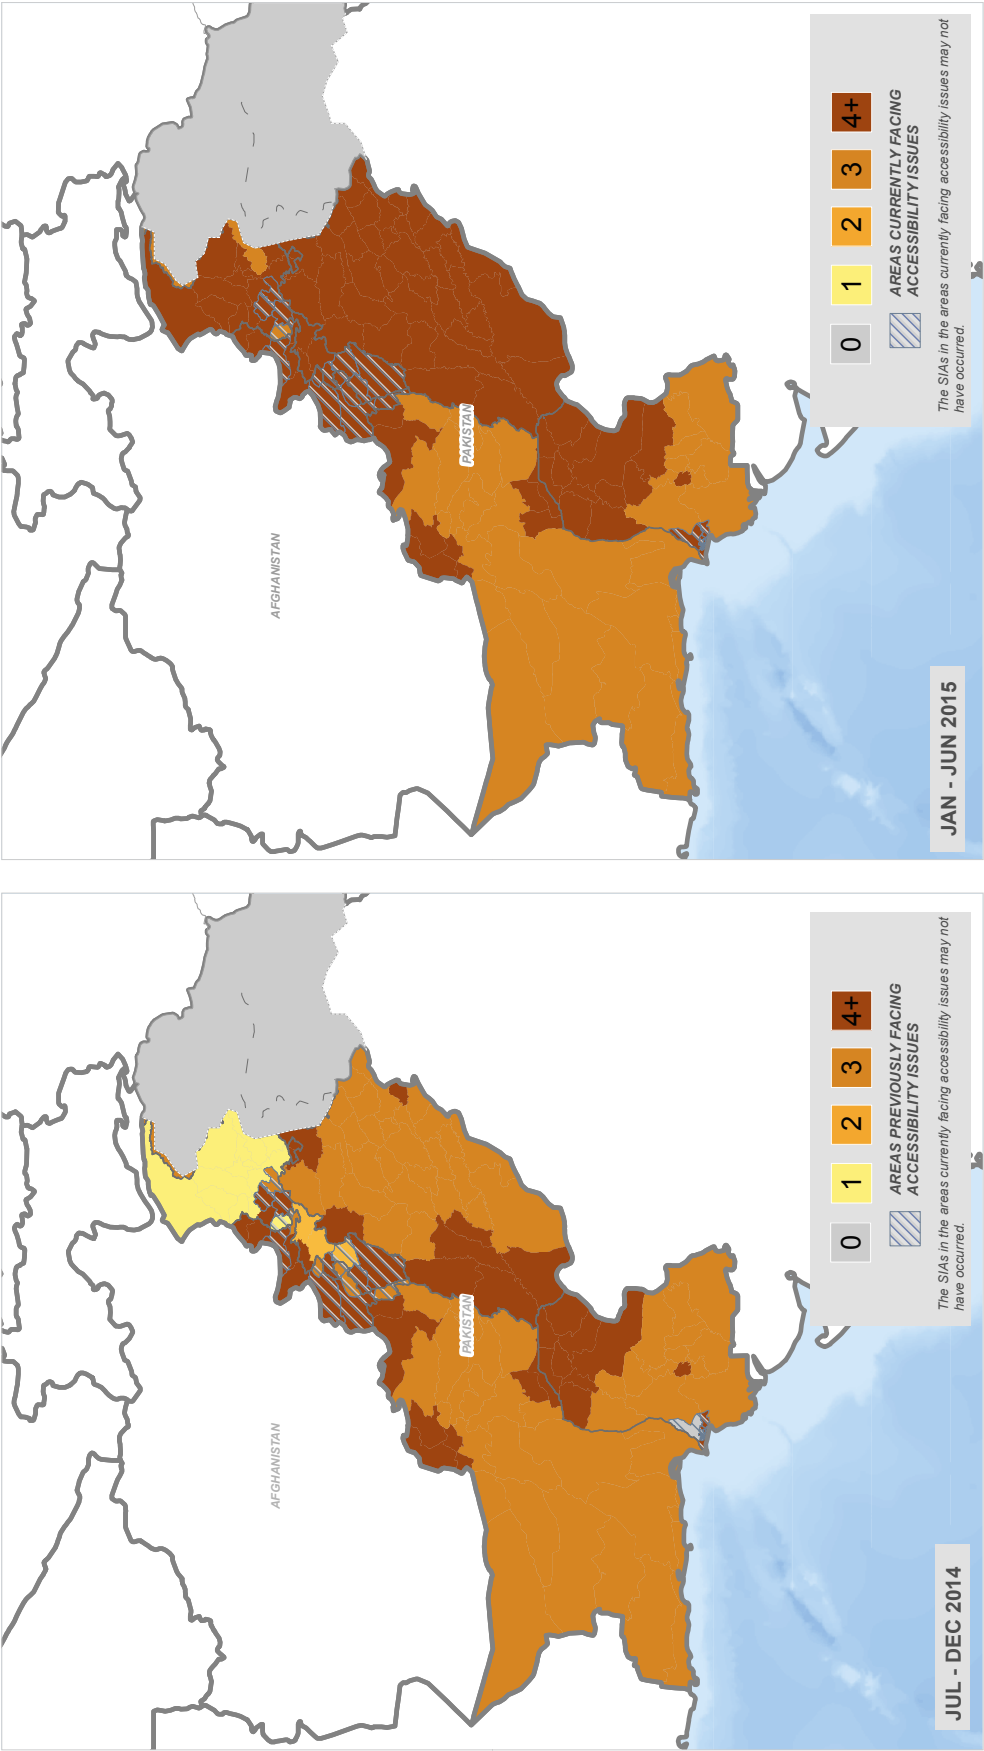 AFGHANISTAN
PAKISTAN
0 1 2 3 4+
AREAS PREVIOUSLY FACING
ACCESSIBILITY ISSUES
The SIAs in the areas currently facing accessibility issues may not
have occurred.
JUL - DEC 2014
AFGHANISTAN
PAKISTAN
0 1 2 3 4+
AREAS CURRENTLY FACING
ACCESSIBILITY ISSUES
The SIAs in the areas currently facing accessibility issues may not
have occurred.
JAN - JUN 2015